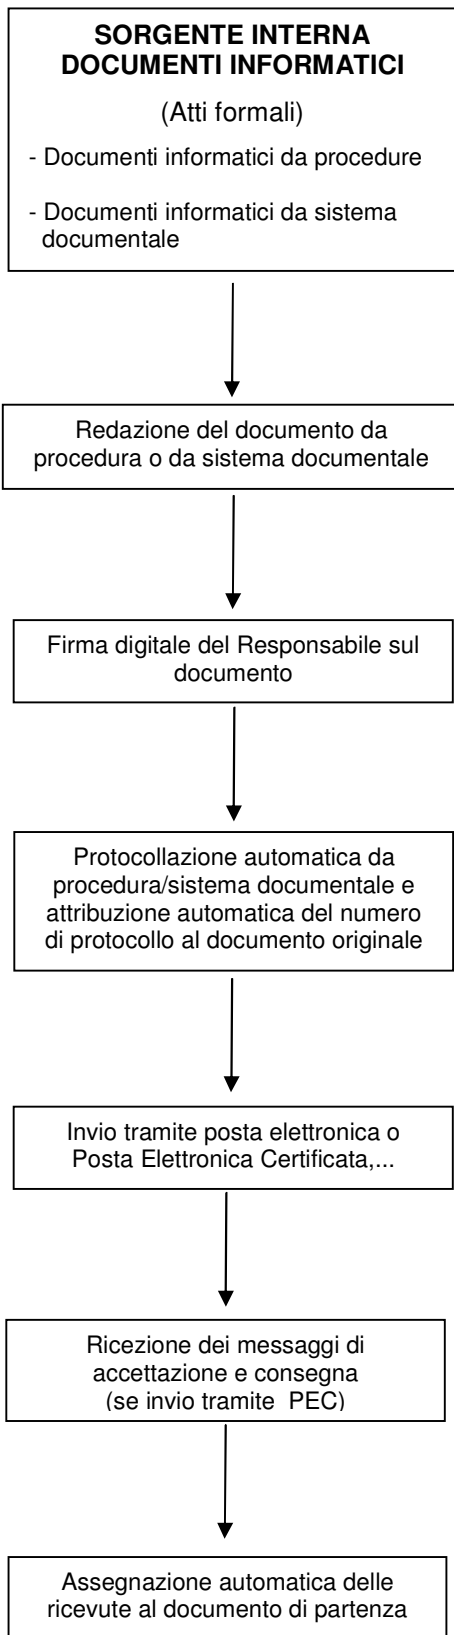 SORGENTE INTERNA
DOCUMENTI INFORMATICI
(Atti formali)
- Documenti informatici da procedure
- Documenti informatici da sistema
documentale
Redazione del documento da
procedura o da sistema documentale
Firma digitale del Responsabile sul
documento
Protocollazione automatica da
procedura/sistema documentale e
attribuzione automatica del numero
di protocollo al documento originale
Invio tramite posta elettronica o
Posta Elettronica Certificata,...
Ricezione dei messaggi di
accettazione e consegna
(se invio tramite PEC)
Assegnazione automatica delle
ricevute al documento di partenza